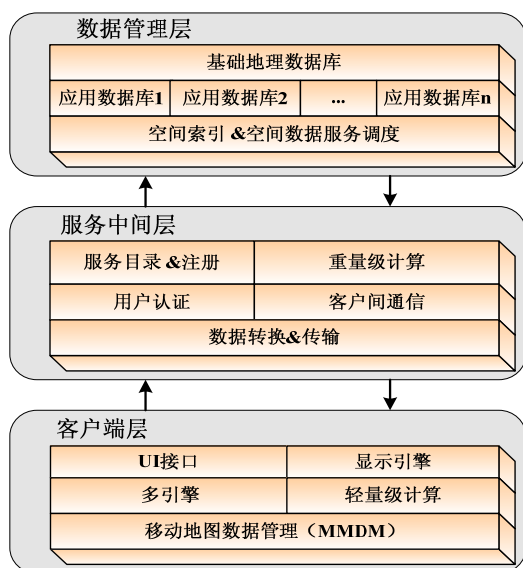 数据管理层
基础地理数据库
应用数据库1 应用数据库2 ... 应用数据库n
空间索引&空间数据服务调度
服务中间层
服务目录&注册 重量级计算
用户认证 客户间通信
数据转换&传输
客户端层
UI接口 显示引擎
多引擎 轻量级计算
移动地图数据管理（MMDM）